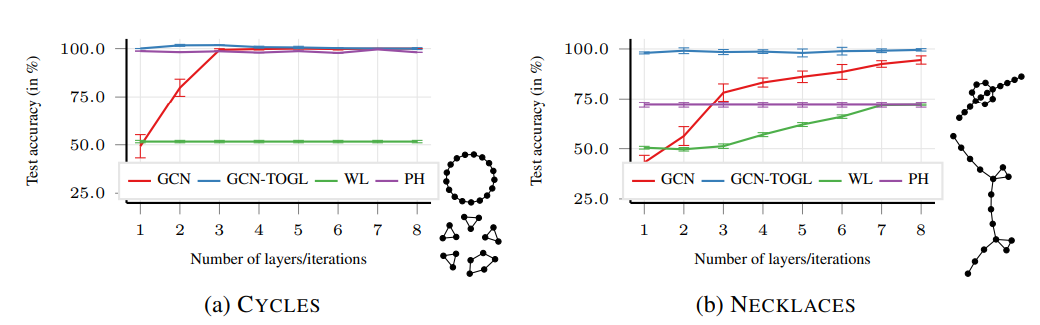 Test accuracy (in %)
100.0
75.0
50.0
25.0
GCN GCN-TOGL WL PH
1 2 3 4 5 6 7 8
Number of layers/iterations
(a) CYCLES
Test accuracy (in %)
100.0
75.0
50.0
25.0
GCN GCN-TOGL WL PH
1 2 3 4 5 6 7 8
Number of layers/iterations
(b) NECKLACES